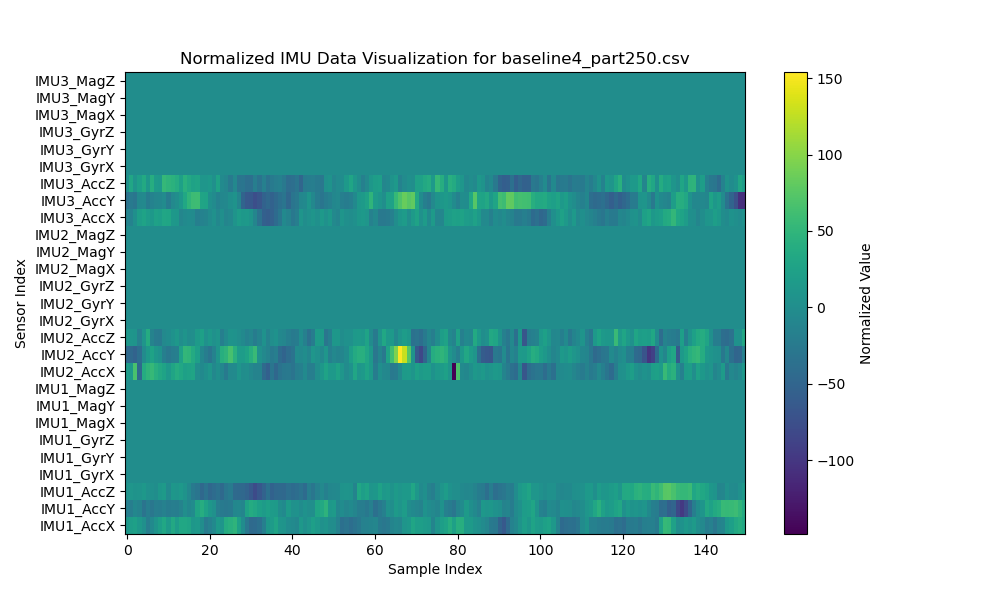 Normalized IMU Data Visualization for baseline4_part250.csv
IMU3_MagZ
IMU3_MagY
IMU3_MagX
IMU3_GyrZ
IMU3_GyrY
IMU3_GyrX
IMU3_AccZ
IMU3_AccY
IMU3_AccX
IMU2_MagZ
IMU2_MagY
IMU2_MagX
IMU2_GyrZ
IMU2_GyrY
IMU2_GyrX
IMU2_AccZ
IMU2_AccY
IMU2_AccX
IMU1_MagZ
IMU1_MagY
IMU1_MagX
IMU1_GyrZ
IMU1_GyrY
IMU1_GyrX
IMU1_AccZ
IMU1_AccY
IMU1_AccX
Sensor Index
0 20 40 60 80 100 120 140
Sample Index
150
100
50
0
−50
−100
Normalized Value